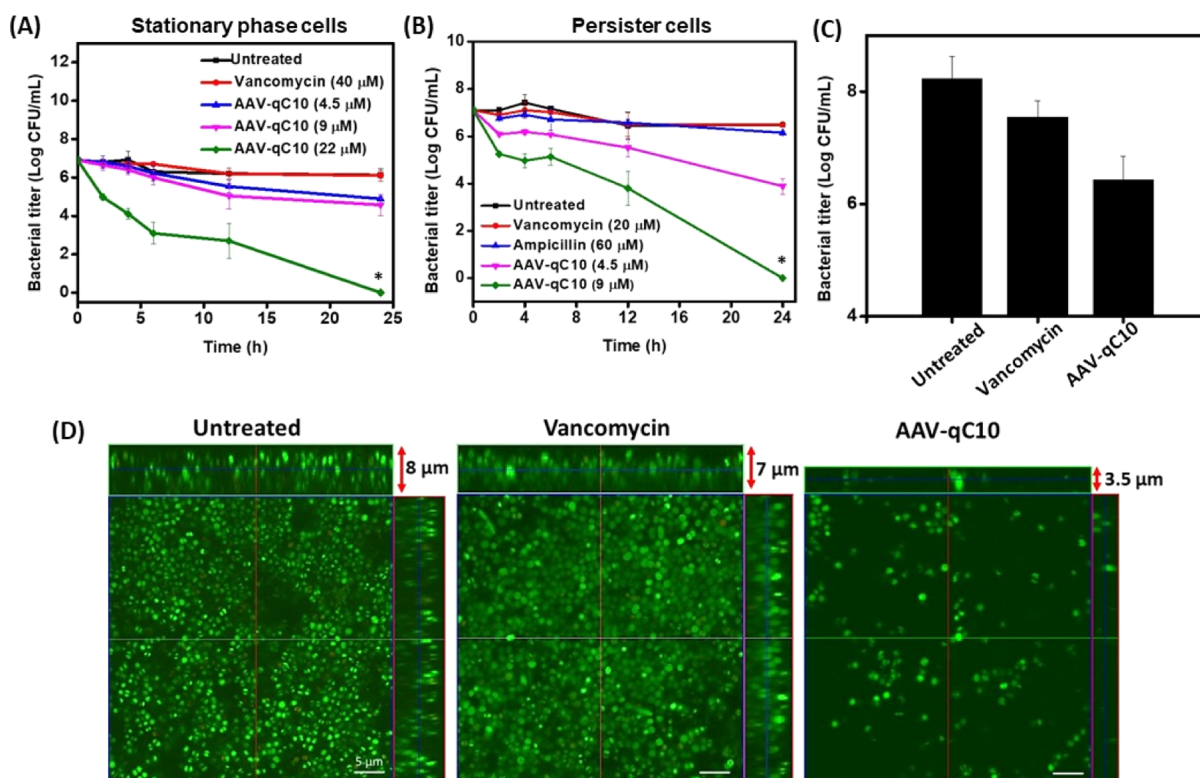 (A)
Stationary phase cells
Bacterial titer (Log CFU/mL)
12
10
8
6
4
2
0
Untreated
Vancomycin (40 μM)
AAV-qC10 (4.5 μM)
AAV-qC10 (9 μM)
AAV-qC10 (22 μM)
*
0 5 10 15 20 25
Time (h)
(B)
Persister cells
Bacterial titer (Log CFU/mL)
10
8
6
4
2
0
Untreated
Vancomycin (20 μM)
Ampicillin (60 μM)
AAV-qC10 (4.5 μM)
AAV-qC10 (9 μM)
*
0 4 8 12 16 20 24
Time (h)
(C)
Bacterial titer (Log CFU/mL)
8
6
4
Untreated
Vancomycin
AAV-qC10
(D)
Untreated
8 μm
5 μm
Vancomycin
7 μm
AAV-qC10
3.5 μm